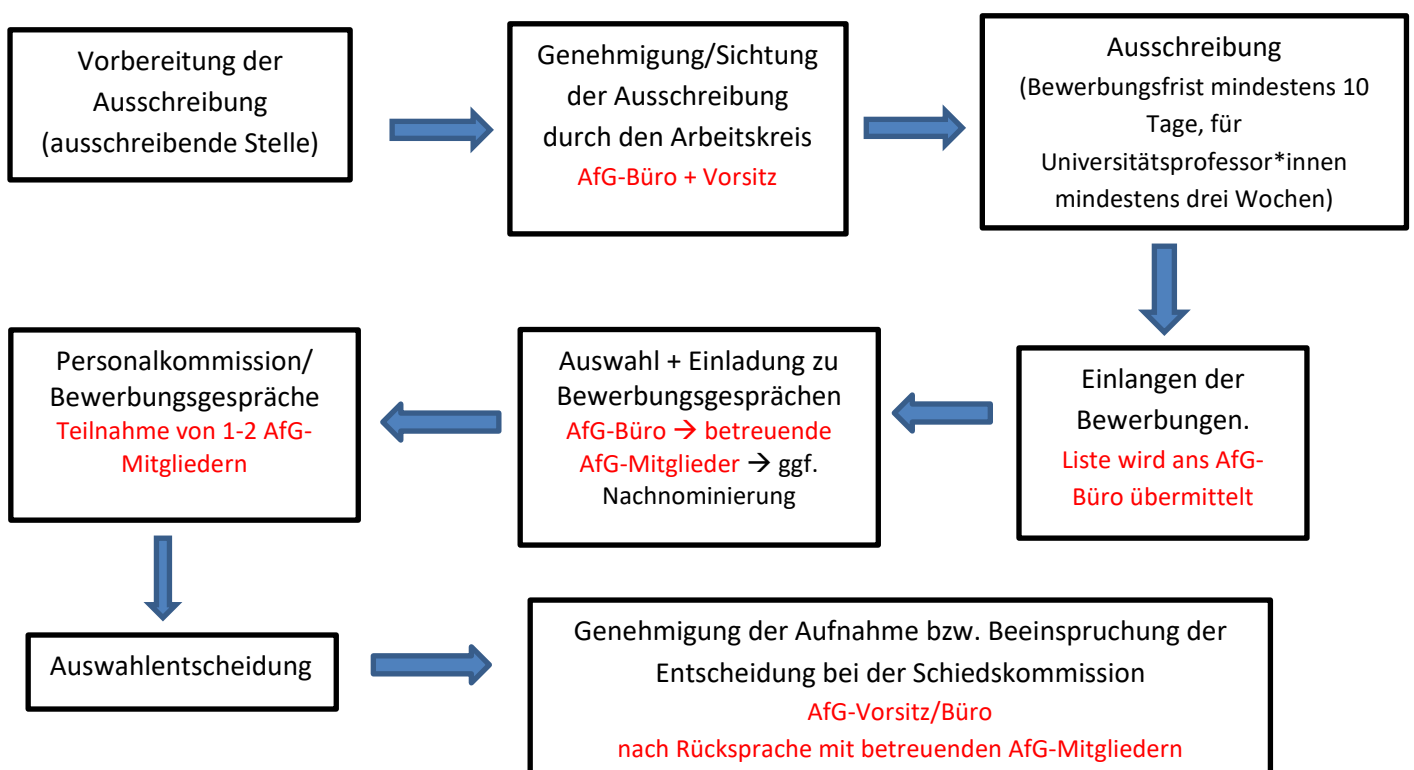 Vorbereitung der
Ausschreibung
(ausschreibende Stelle)
Genehmigung/Sichtung
der Ausschreibung
durch den Arbeitskreis
AfG-Büro + Vorsitz
Ausschreibung
(Bewerbungsfrist mindestens 10
Tage, für
Universitätsprofessor*innen
mindestens drei Wochen)
Einlangen der
Bewerbungen.
Liste wird ans AfG-
Büro übermittelt
Auswahl + Einladung zu
Bewerbungsgesprächen
AfG-Büro → betreuende
AfG-Mitglieder → ggf.
Nachnominierung
Personalkommission/
Bewerbungsgespräche
Teilnahme von 1-2 AfG-
Mitgliedern
Auswahlentscheidung
Genehmigung der Aufnahme bzw. Beeinspruchung der
Entscheidung bei der Schiedskommission
AfG-Vorsitz/Büro
nach Rücksprache mit betreuenden AfG-Mitgliedern